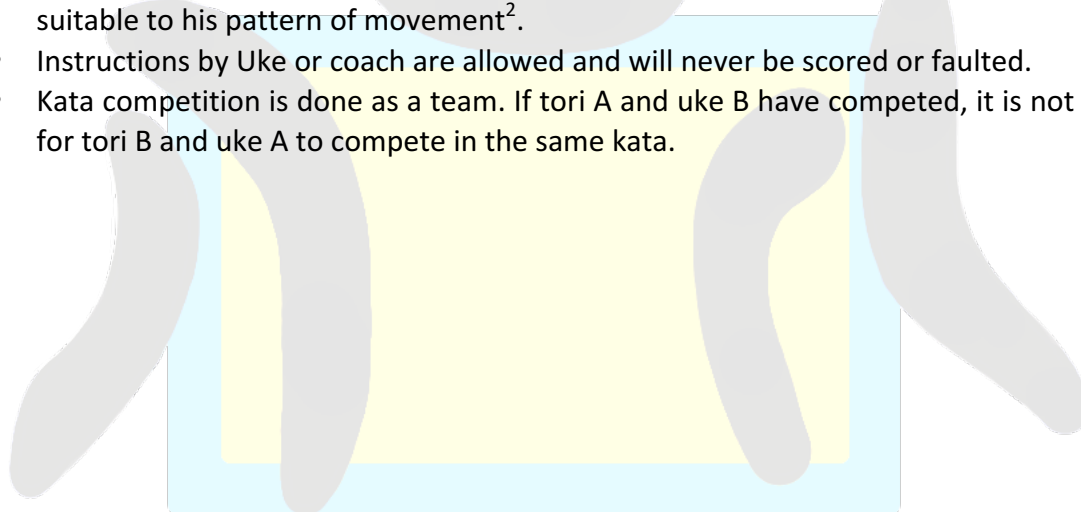 suitable to his pattern of movement².
Instructions by Uke or coach are allowed and will never be scored or faulted.
Kata competition is done as a team. If tori A and uke B have competed, it is not
for tori B and uke A to compete in the same kata.